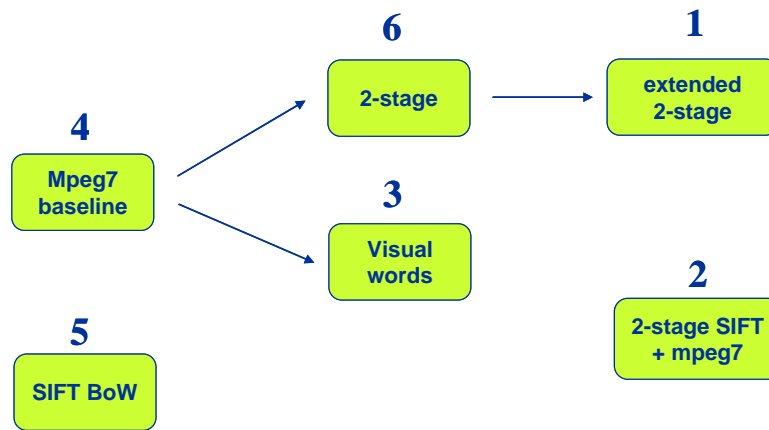 6
2-stage
1
extended
2-stage
4
Mpeg7
baseline
3
Visual
words
2
2-stage SIFT
+ mpeg7
5
SIFT BoW